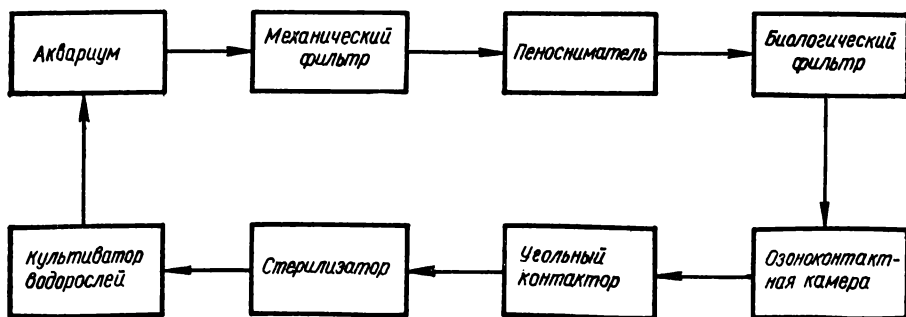 Аквариум
Механический
фильтр
Пеносниматель
Биологический
фильтр
Культиватор
водорослей
Стерилизатор
Угольный
контактор
Озоноконтакт-
ная камера